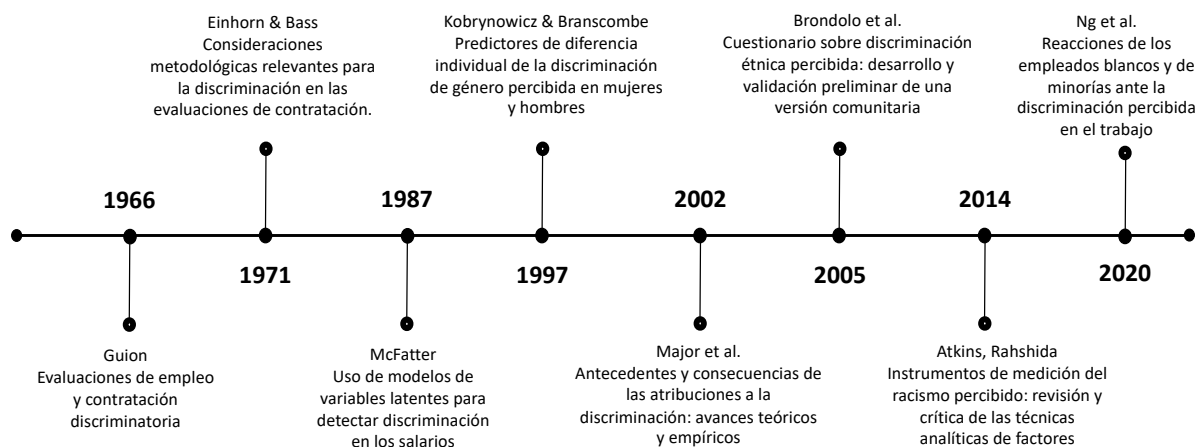 Einhorn & Bass
Consideraciones
metodológicas relevantes para
la discriminación en las
evaluaciones de contratación.
Kobrynowicz & Branscombe
Predictores de diferencia
individual de la discriminación
de género percibida en mujeres
y hombres
Brondolo et al.
Cuestionario sobre discriminación
étnica percibida: desarrollo y
validación preliminar de una
versión comunitaria
Ng et al.
Reacciones de los
empleados blancos y de
minorías ante la
discriminación percibida
en el trabajo
1966
1987
2002
2014
1971
1997
2005
2020
Guion
Evaluaciones de empleo
y contratación
discriminatoria
McFatter
Uso de modelos de
variables latentes para
detectar discriminación
en los salarios
Major et al.
Antecedentes y consecuencias de
las atribuciones a la
discriminación: avances teóricos
y empíricos
Atkins, Rahshida
Instrumentos de medición del
racismo percibido: revisión y
crítica de las técnicas
analíticas de factores